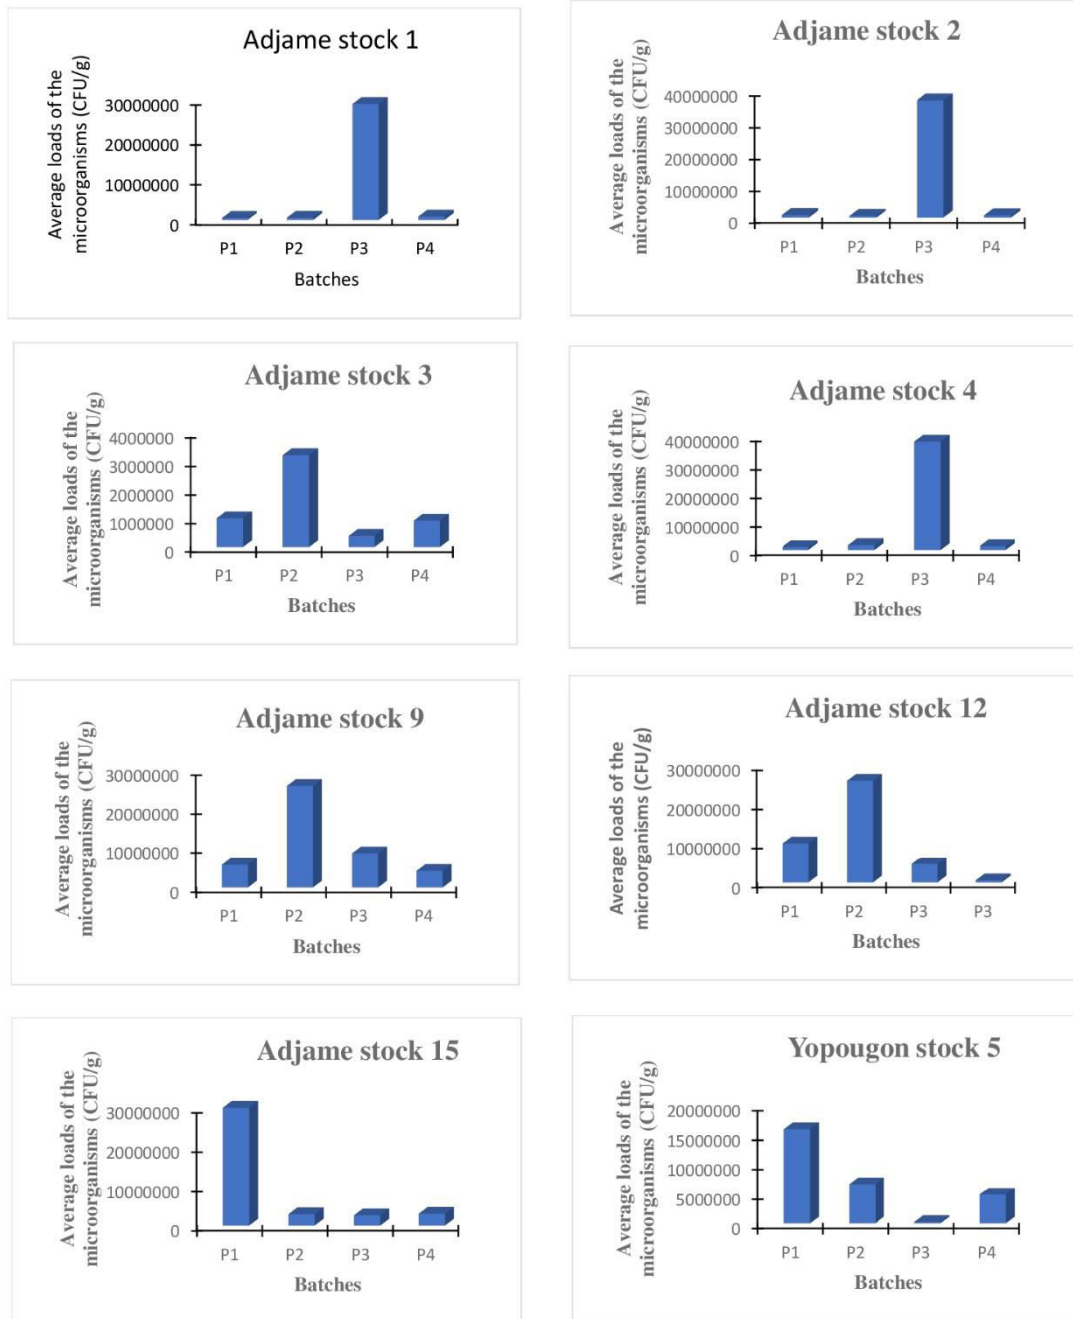 Adjame stock 1
Average loads of the
microorganisms (CFU/g)
30000000
20000000
10000000
0
P1 P2 P3 P4
Batches
Adjame stock 2
Average loads of the
microorganisms (CFU/g)
40000000
30000000
20000000
10000000
0
P1 P2 P3 P4
Batches
Adjame stock 3
Average loads of the
microorganisms (CFU/g)
4000000
3000000
2000000
1000000
0
P1 P2 P3 P4
Batches
Adjame stock 4
Average loads of the
microorganisms (CFU/g)
40000000
30000000
20000000
10000000
0
P1 P2 P3 P4
Batches
Adjame stock 9
Average loads of the
microorganisms (CFU/g)
30000000
20000000
10000000
0
P1 P2 P3 P4
Batches
Adjame stock 12
Average loads of the
microorganisms (CFU/g)
30000000
20000000
10000000
0
P1 P2 P3 P3
Batches
Adjame stock 15
Average loads of the
microorganisms (CFU/g)
30000000
20000000
10000000
0
P1 P2 P3 P4
Batches
Yopougon stock 5
Average loads of the
microorganisms (CFU/g)
20000000
15000000
10000000
5000000
0
P1 P2 P3 P4
Batches